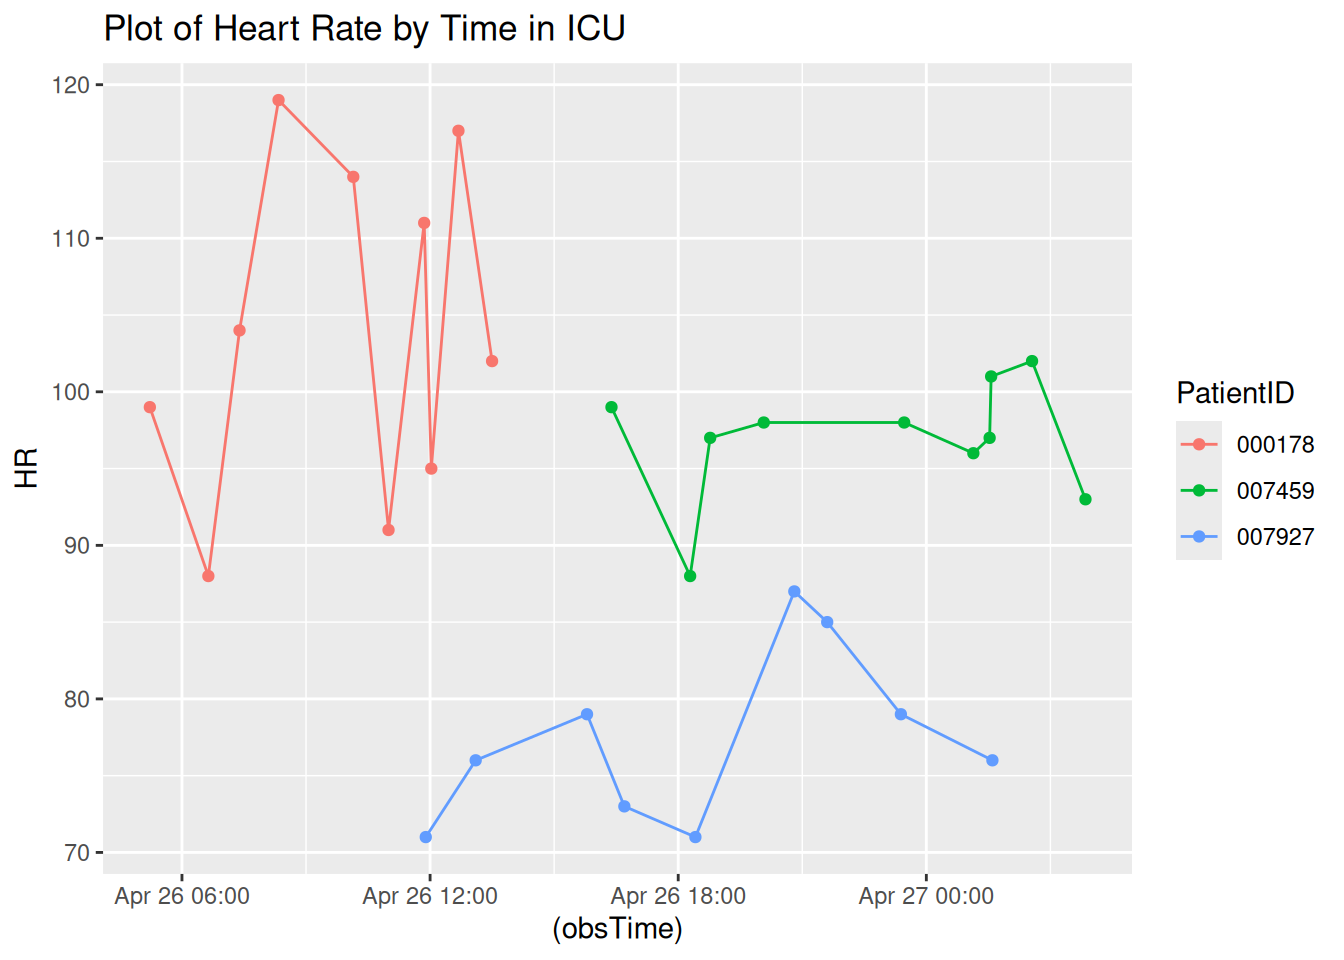 Plot of Heart Rate by Time in ICU
120
110
100
90
80
70
HR
Apr 26 06:00
Apr 26 12:00
Apr 26 18:00
Apr 27 00:00
(obsTime)
PatientID
000178
007459
007927